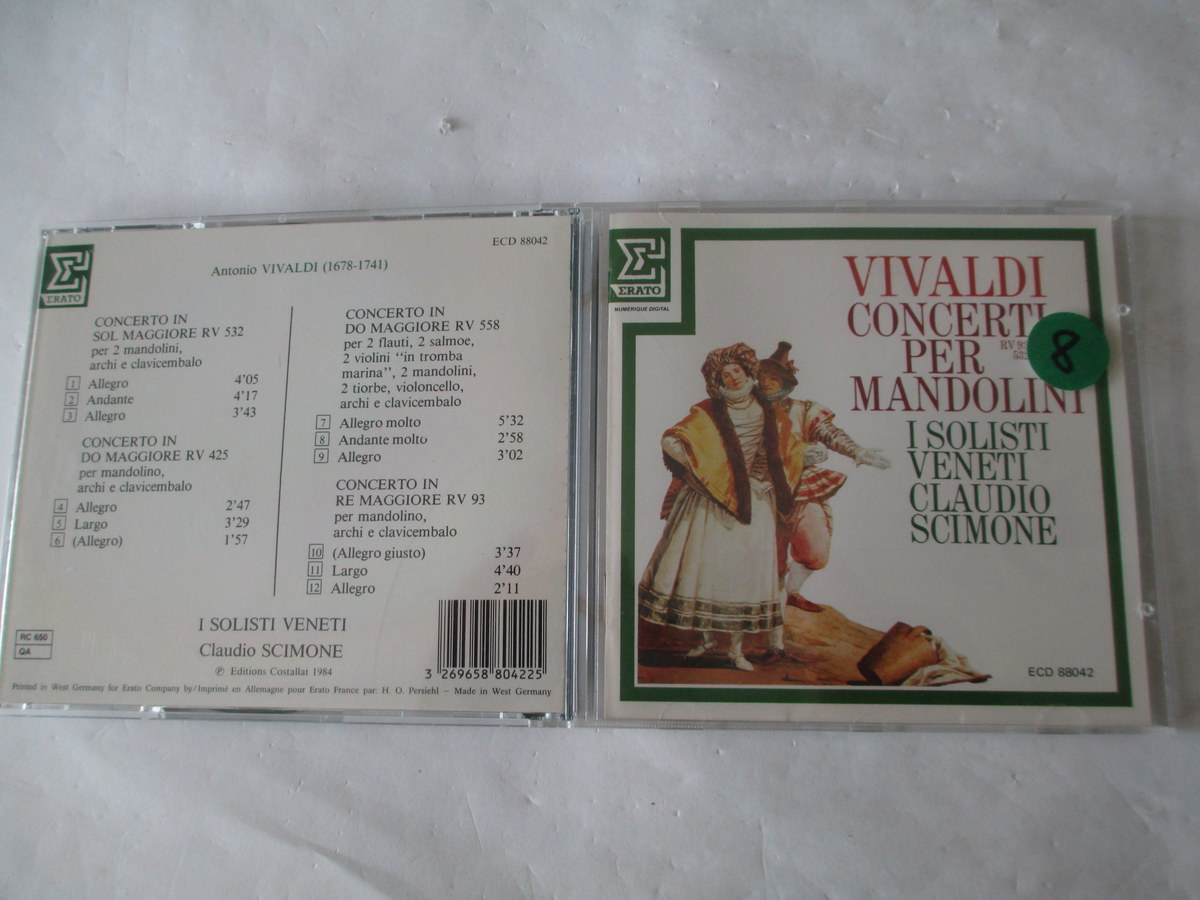 ECD 88042
ΣRATO
Antonio VIVALDI (1678-1741)
CONCERTO IN
SOL MAGGIORE RV 532
per 2 mandolini,
archi e clavicembalo
1 Allegro 4'05
2 Andante 4'17
3 Allegro 3'43
CONCERTO IN
DO MAGGIORE RV 425
per mandolino,
archi e clavicembalo
4 Allegro 2'47
5 Largo 3'29
6 (Allegro) 1'57
CONCERTO IN
DO MAGGIORE RV 558
per 2 flauti, 2 salmoe,
2 violini “in tromba
marina”, 2 mandolini,
2 tiorbe, violoncello,
archi e clavicembalo
7 Allegro molto 5'32
8 Andante molto 2'58
9 Allegro 3'02
CONCERTO IN
RE MAGGIORE RV 93
per mandolino,
archi e clavicembalo
10 (Allegro giusto) 3'37
11 Largo 4'40
12 Allegro 2'11
I SOLISTI VENETI
Claudio SCIMONE
℗ Editions Costallat 1984
RC 650
QA
3 269658 804225
Printed in West Germany for Erato Company by/Imprimé en Allemagne pour Erato France par: H. O. Persiehl – Made in West Germany
ΣRATO
NUMÉRIQUE DIGITAL
VIVALDI
CONCERTI
PER
MANDOLINI
8
I SOLISTI
VENETI
CLAUDIO
SCIMONE
ECD 88042